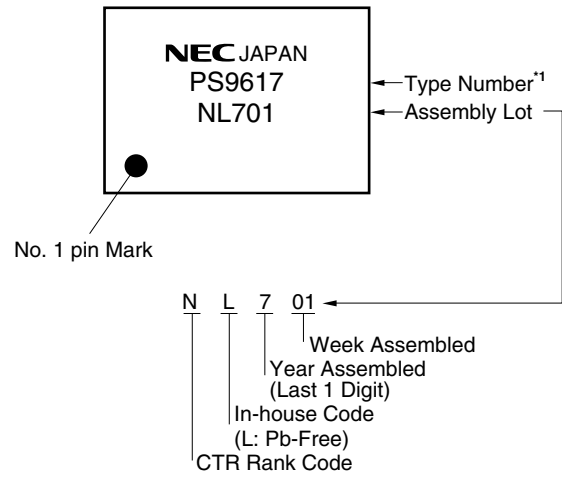 NEC JAPAN
PS9617
Type Number*1
NL701
Assembly Lot
No. 1 pin Mark
N L 7 01
Week Assembled
Year Assembled
(Last 1 Digit)
In-house Code
(L: Pb-Free)
CTR Rank Code